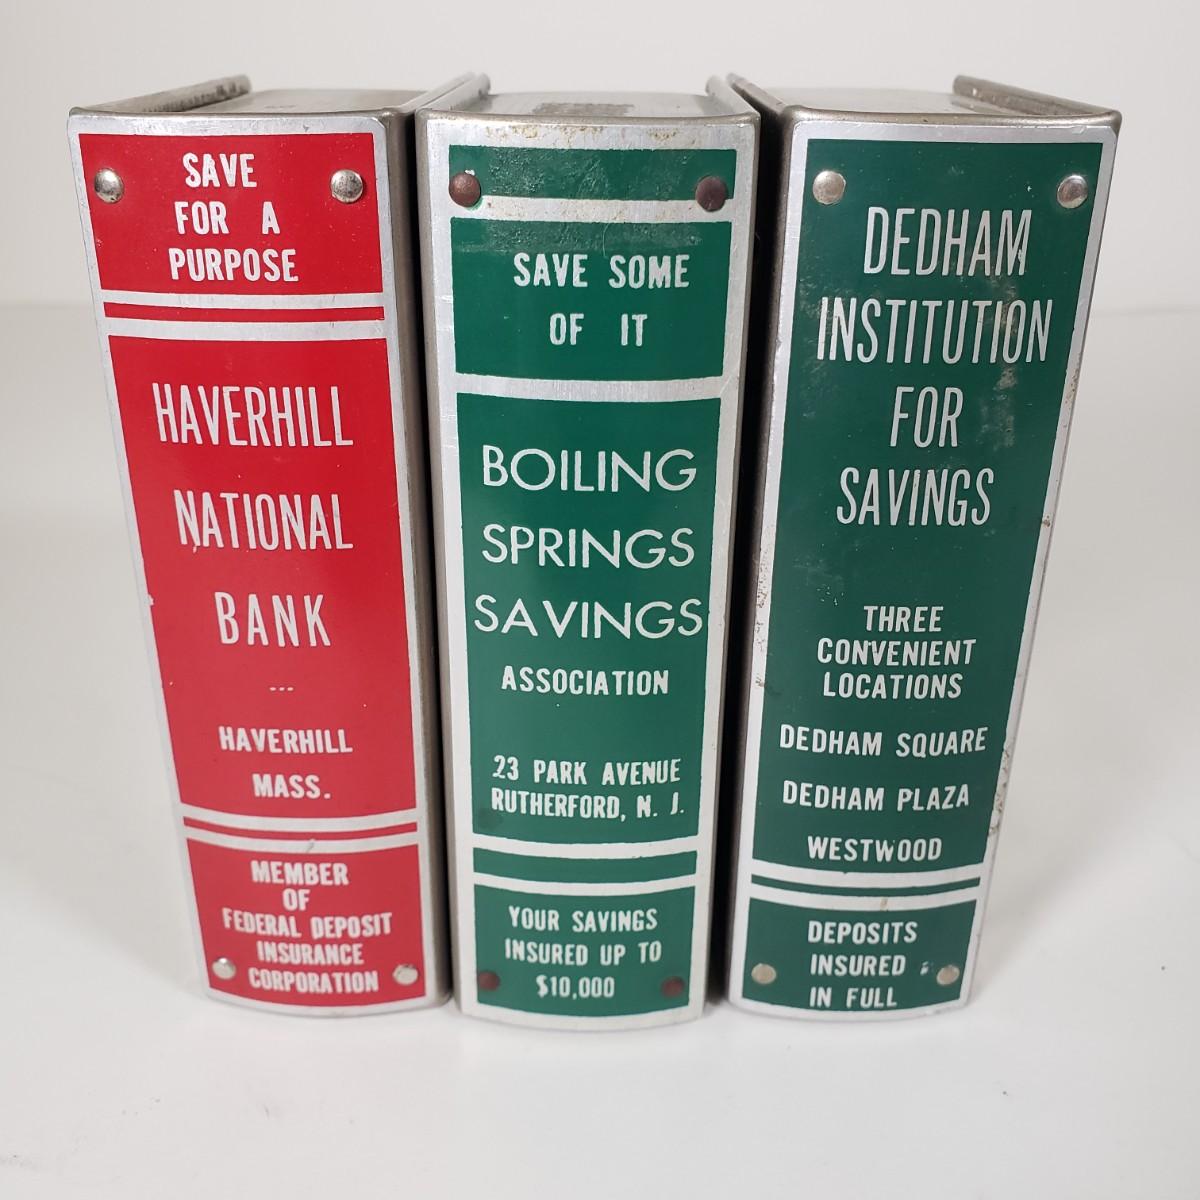 SAVE
FOR A
PURPOSE
HAVERHILL
NATIONAL
BANK
...
HAVERHILL
MASS.
MEMBER
OF
FEDERAL DEPOSIT
INSURANCE
CORPORATION
SAVE SOME
OF IT
BOILING
SPRINGS
SAVINGS
ASSOCIATION
23 PARK AVENUE
RUTHERFORD, N. J.
YOUR SAVINGS
INSURED UP TO
$10,000
DEDHAM
INSTITUTION
FOR
SAVINGS
THREE
CONVENIENT
LOCATIONS
DEDHAM SQUARE
DEDHAM PLAZA
WESTWOOD
DEPOSITS
INSURED
IN FULL